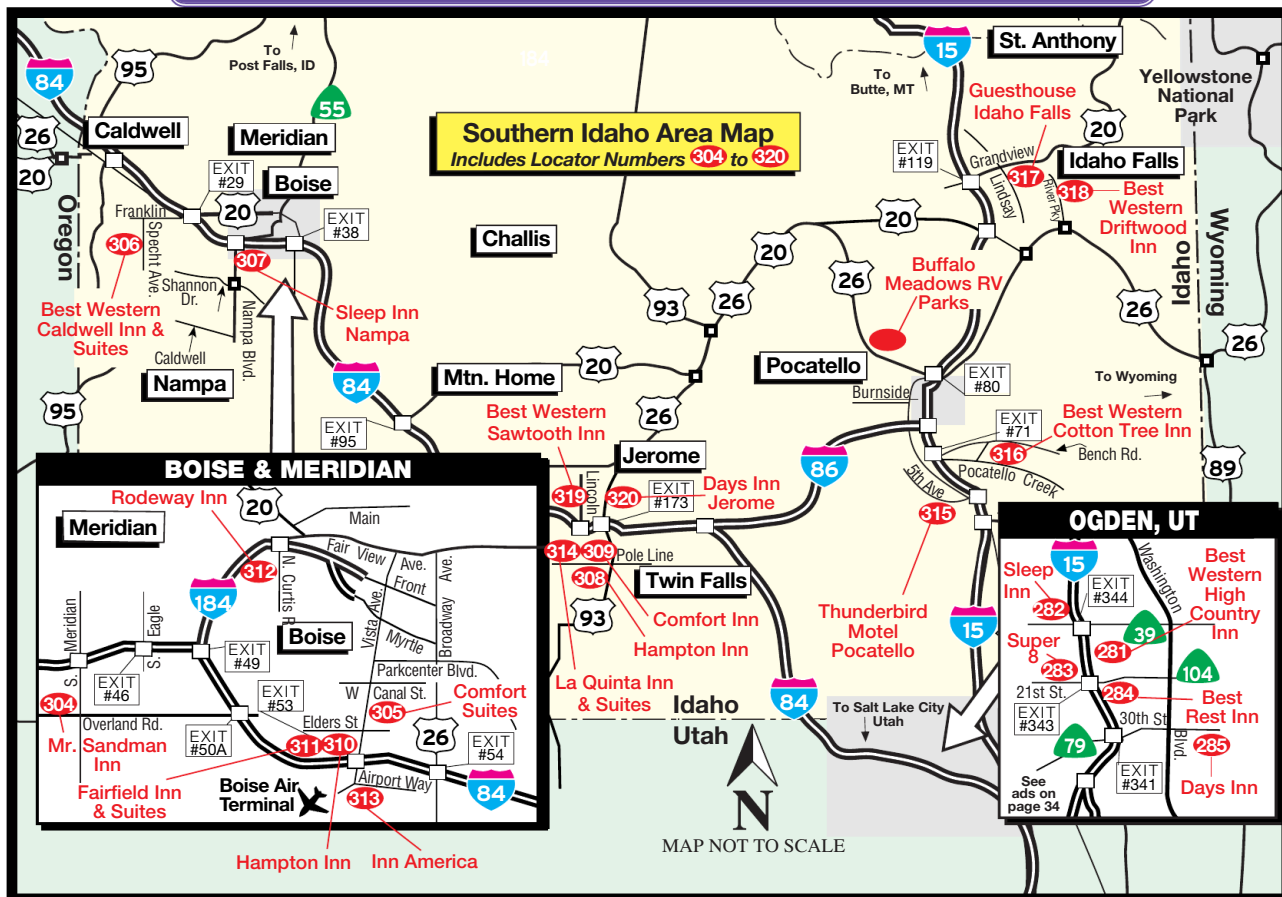 To
Post Falls, ID
95
84
55
26
20
Caldwell
Meridian
Boise
Oregon
EXIT
#29
Franklin
20
EXIT
#38
306
Specht Ave.
307
Shannon
Dr.
Nampa Blvd.
Best Western
Caldwell Inn &
Suites
Sleep Inn
Nampa
Caldwell
Nampa
95
84
EXIT
#95
184
Southern Idaho Area Map
Includes Locator Numbers 304 to 320
Challis
20
20
93
26
26
Mtn. Home
20
26
15
To
Butte, MT
St. Anthony
Yellowstone
National
Park
Guesthouse
Idaho Falls
20
EXIT
#119
Grandview
Lindsay
317
River Pky
Idaho Falls
318
Best
Western
Driftwood
Inn
Idaho
Wyoming
26
26
89
To Wyoming
Buffalo
Meadows RV
Parks
Pocatello
EXIT
#80
Burnside
EXIT
#71
Best Western
Cotton Tree Inn
316
Bench Rd.
Pocatello Creek
5th Ave
315
86
Thunderbird
Motel
Pocatello
15
Best Western
Sawtooth Inn
Jerome
319
Lincoln
320
EXIT
#173
Days Inn
Jerome
314
309
Pole Line
308
Twin Falls
93
Comfort Inn
Hampton Inn
La Quinta Inn
& Suites
84
Idaho
Utah
To Salt Lake City
Utah
N
MAP NOT TO SCALE
BOISE & MERIDIAN
Rodeway Inn
20
Main
Meridian
Fair View
Ave.
Front
312
N. Curtis R
184
Vista Ave.
Broadway Ave.
Boise
Myrtle
S. Meridian
S. Eagle
EXIT
#49
EXIT
#46
Parkcenter Blvd.
W
Canal St.
305
Comfort
Suites
304
Overland Rd.
EXIT
#53
EXIT
#50A
Elders St
311
310
26
EXIT
#54
Mr. Sandman
Inn
Fairfield Inn
& Suites
Boise Air
Terminal
Airport Way
313
84
Hampton Inn
Inn America
OGDEN, UT
15
Washington
Blvd.
Sleep
Inn
282
EXIT
#344
Best
Western
High
Country
Inn
39
281
Super
8
283
104
21st St.
284
Best
Rest Inn
EXIT
#343
30th St
79
285
See
ads on
page 34
EXIT
#341
Days Inn